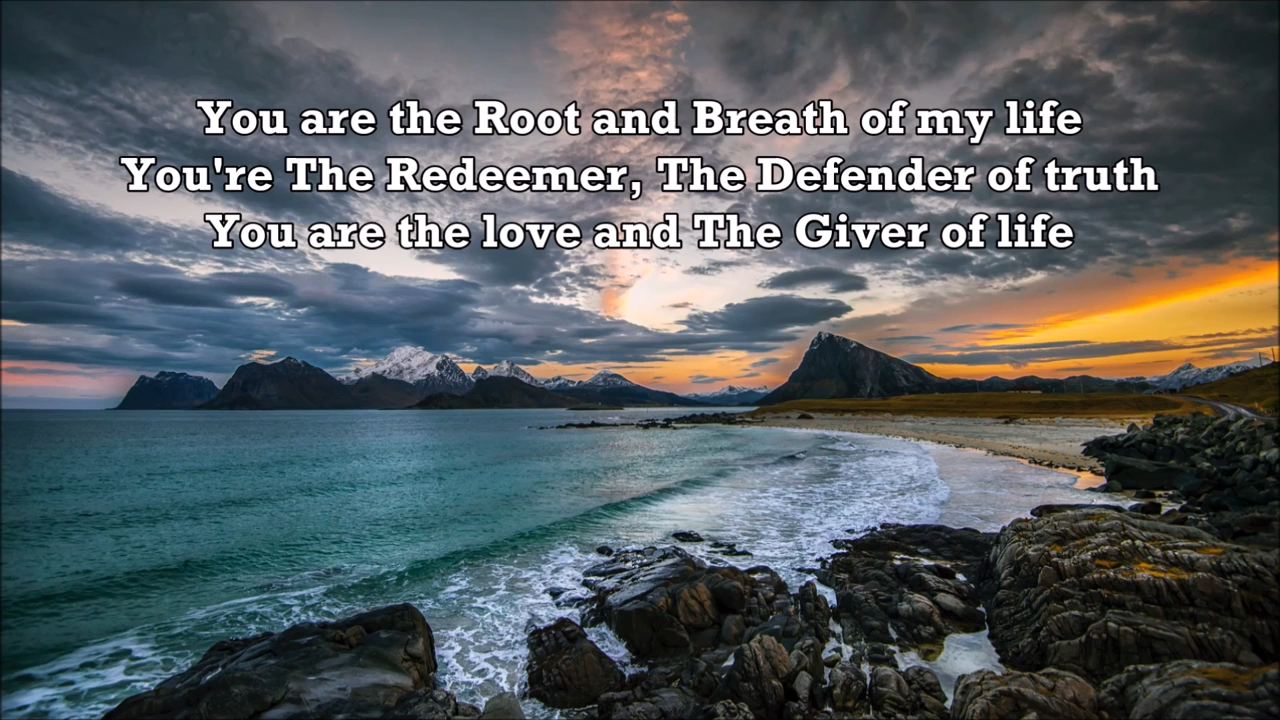 You are the Root and Breath of my life
You're The Redeemer, The Defender of truth
You are the love and The Giver of life